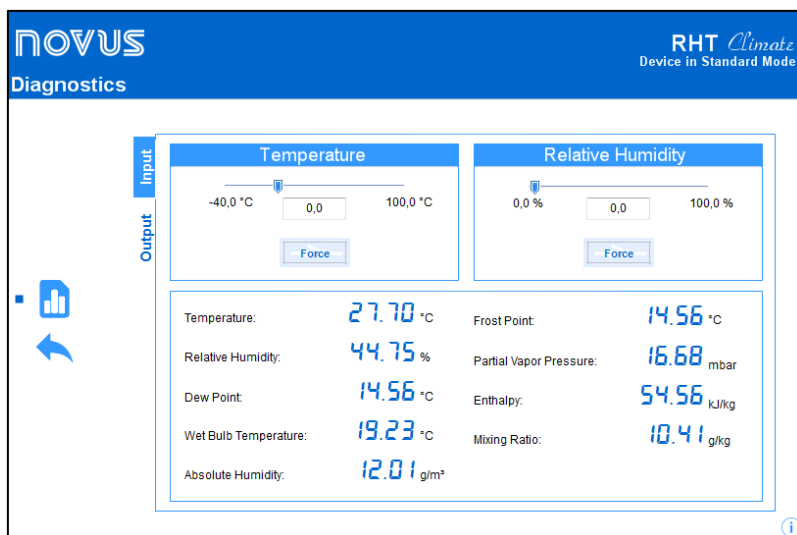 novus
RHT Climate
Device in Standard Mode
Diagnostics
Input
Output
Temperature
-40,0 °C
0,0
100,0 °C
Force
Relative Humidity
0,0 %
0,0
100,0 %
Force
Temperature: 27.70 °C
Relative Humidity: 44.75 %
Dew Point: 14.56 °C
Wet Bulb Temperature: 19.23 °C
Absolute Humidity: 12.01 g/m³
Frost Point: 14.56 °C
Partial Vapor Pressure: 16.68 mbar
Enthalpy: 54.56 kJ/kg
Mixing Ratio: 10.41 g/kg
i